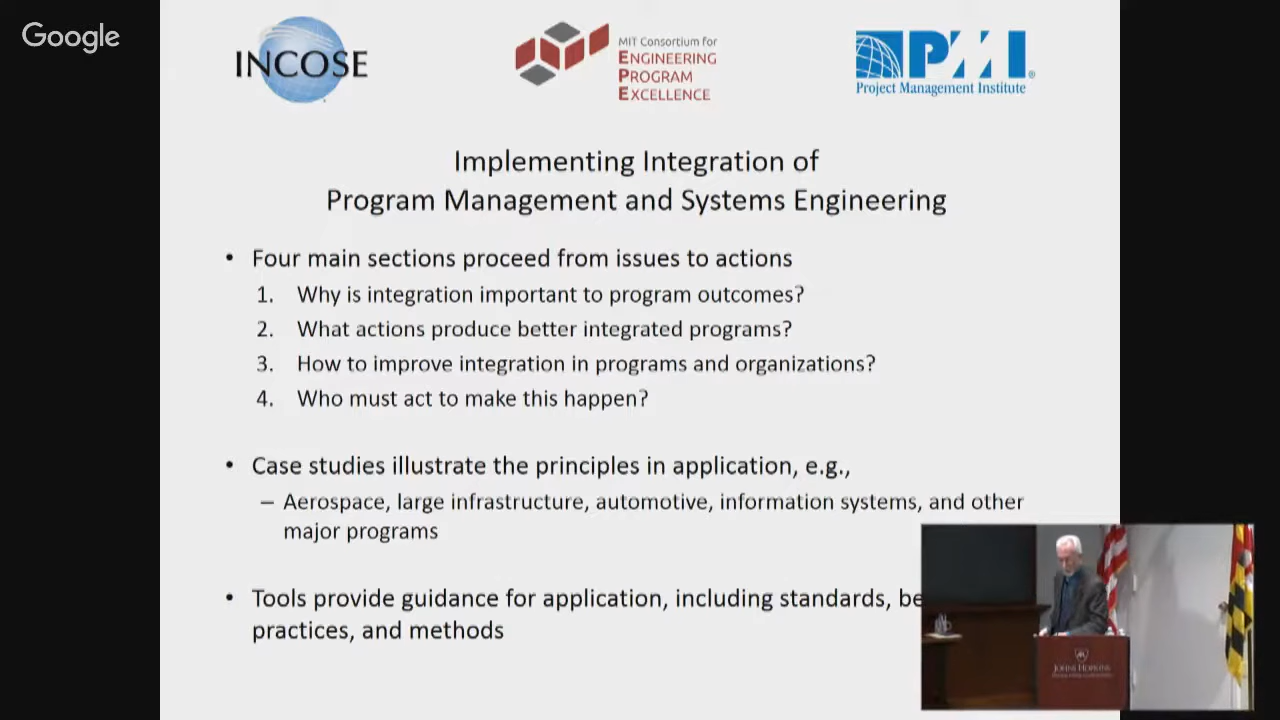 Google
INCOSE
MIT Consortium for
ENGINEERING
PROGRAM
EXCELLENCE
PMI®
Project Management Institute
Implementing Integration of
Program Management and Systems Engineering
• Four main sections proceed from issues to actions
1. Why is integration important to program outcomes?
2. What actions produce better integrated programs?
3. How to improve integration in programs and organizations?
4. Who must act to make this happen?
• Case studies illustrate the principles in application, e.g.,
– Aerospace, large infrastructure, automotive, information systems, and other
major programs
• Tools provide guidance for application, including standards, be
practices, and methods
JOHNS HOPKINS